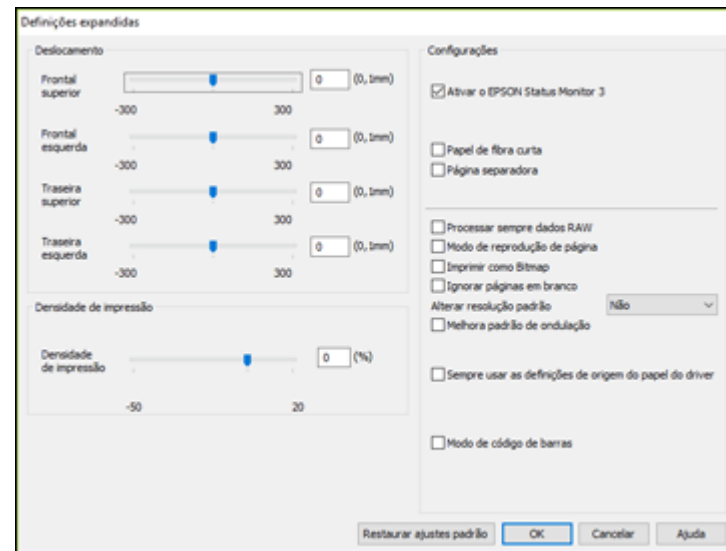 Definições expandidas
Deslocamento
Frontal
superior
0
(0,1mm)
-300
300
Frontal
esquerda
0
(0,1mm)
-300
300
Traseira
superior
0
(0,1mm)
-300
300
Traseira
esquerda
0
(0,1mm)
-300
300
Densidade de impressão
Densidade
de impressão
0
(%)
-50
20
Configurações
Ativar o EPSON Status Monitor 3
Papel de fibra curta
Página separadora
Processar sempre dados RAW
Modo de reprodução de página
Imprimir como Bitmap
Ignorar páginas em branco
Alterar resolução padrão
Não
Melhora padrão de ondulação
Sempre usar as definições de origem do papel do driver
Modo de código de barras
Restaurar ajustes padrão
OK
Cancelar
Ajuda